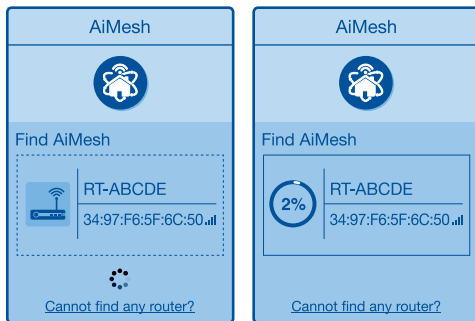 AiMesh
Find AiMesh
RT-ABCDE
34:97:F6:5F:6C:50
Cannot find any router?
AiMesh
Find AiMesh
2%
RT-ABCDE
34:97:F6:5F:6C:50
Cannot find any router?